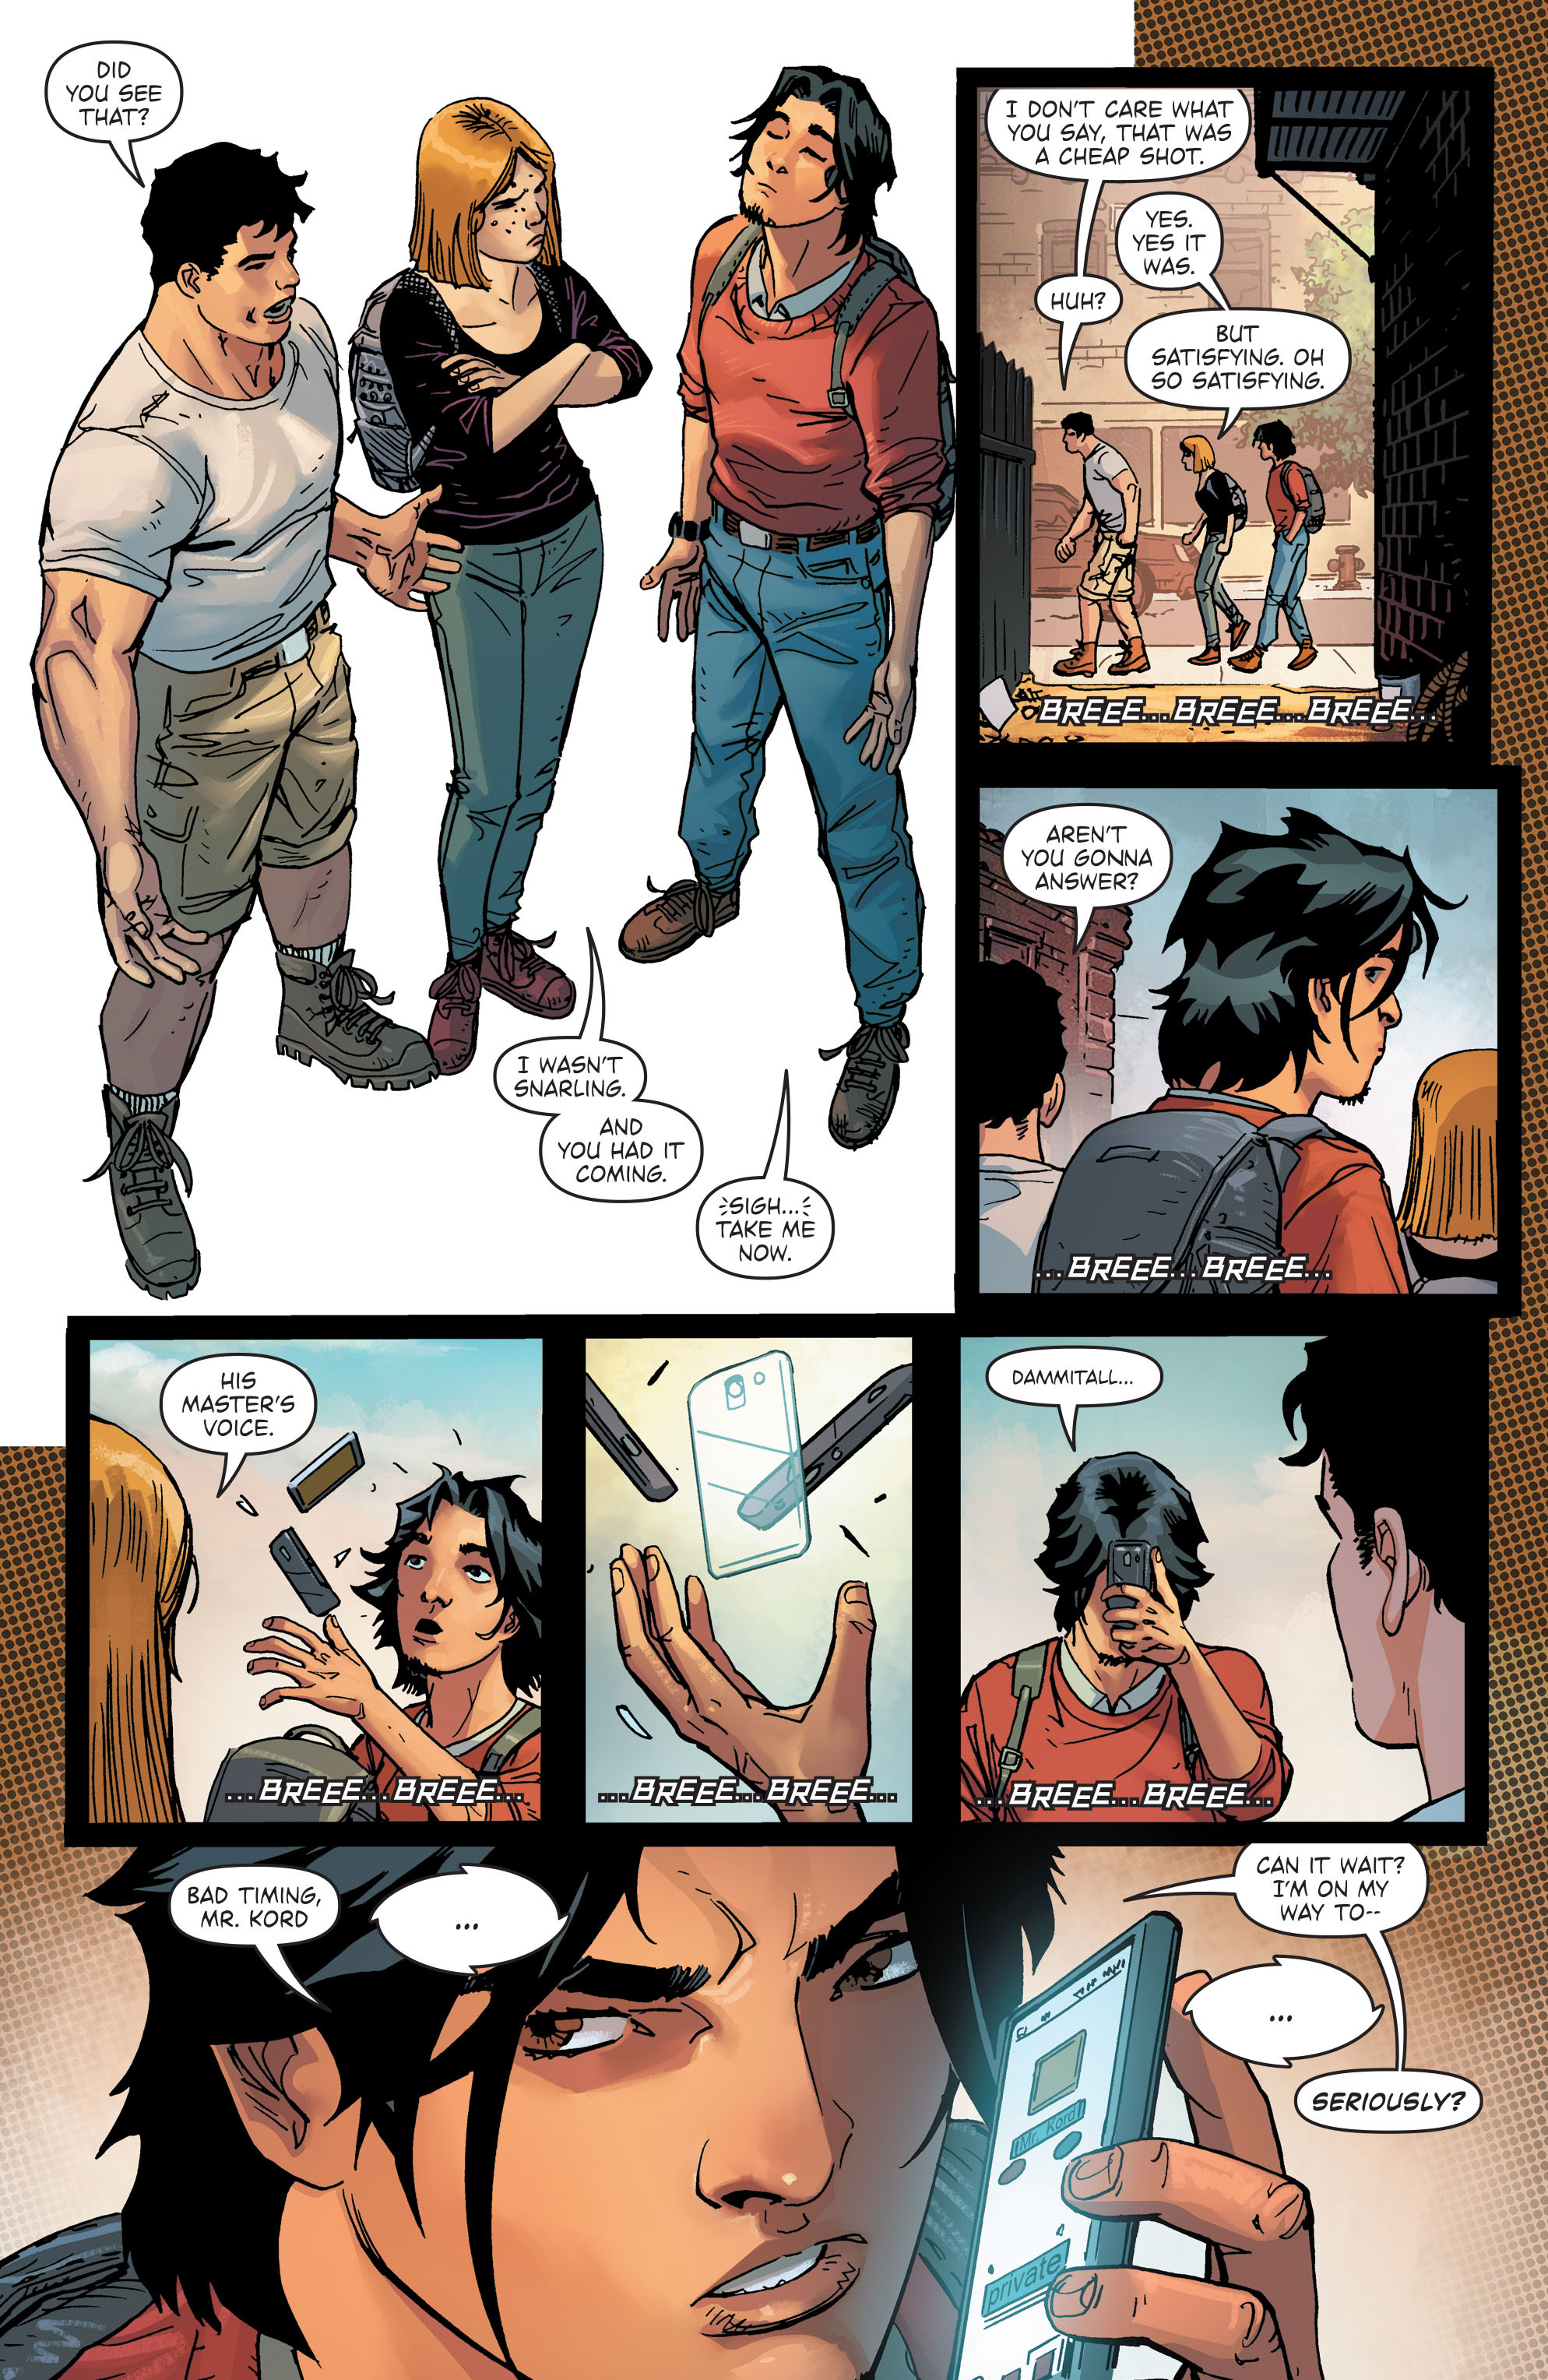 DID
YOU SEE
THAT?
I WASN'T
SNARLING.
AND
YOU HAD IT
COMING.
SIGH...
TAKE ME
NOW.
I DON'T CARE WHAT
YOU SAY, THAT WAS
A CHEAP SHOT.
YES.
YES IT
WAS.
HUH?
BUT
SATISFYING. OH
SO SATISFYING.
BREEE...BREEE...BREEE...
AREN'T
YOU GONNA
ANSWER?
...BREEE...BREEE...
HIS
MASTER'S
VOICE.
...BREEE...BREEE...
...BREEE...BREEE...
DAMMITALL...
...BREEE...BREEE...
BAD TIMING,
MR. KORD
...
CAN IT WAIT?
I'M ON MY
WAY TO--
...
SERIOUSLY?
Mr. Kord
private